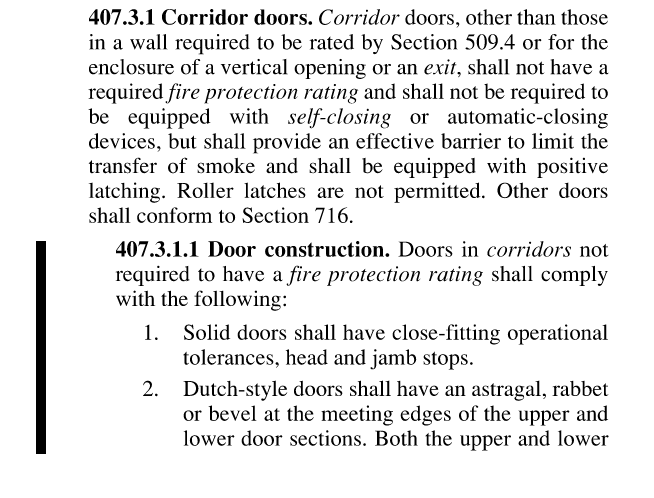 407.3.1 Corridor doors. Corridor doors, other than those
in a wall required to be rated by Section 509.4 or for the
enclosure of a vertical opening or an exit, shall not have a
required fire protection rating and shall not be required to
be equipped with self-closing or automatic-closing
devices, but shall provide an effective barrier to limit the
transfer of smoke and shall be equipped with positive
latching. Roller latches are not permitted. Other doors
shall conform to Section 716.
407.3.1.1 Door construction. Doors in corridors not
required to have a fire protection rating shall comply
with the following:
1. Solid doors shall have close-fitting operational
tolerances, head and jamb stops.
2. Dutch-style doors shall have an astragal, rabbet
or bevel at the meeting edges of the upper and
lower door sections. Both the upper and lower